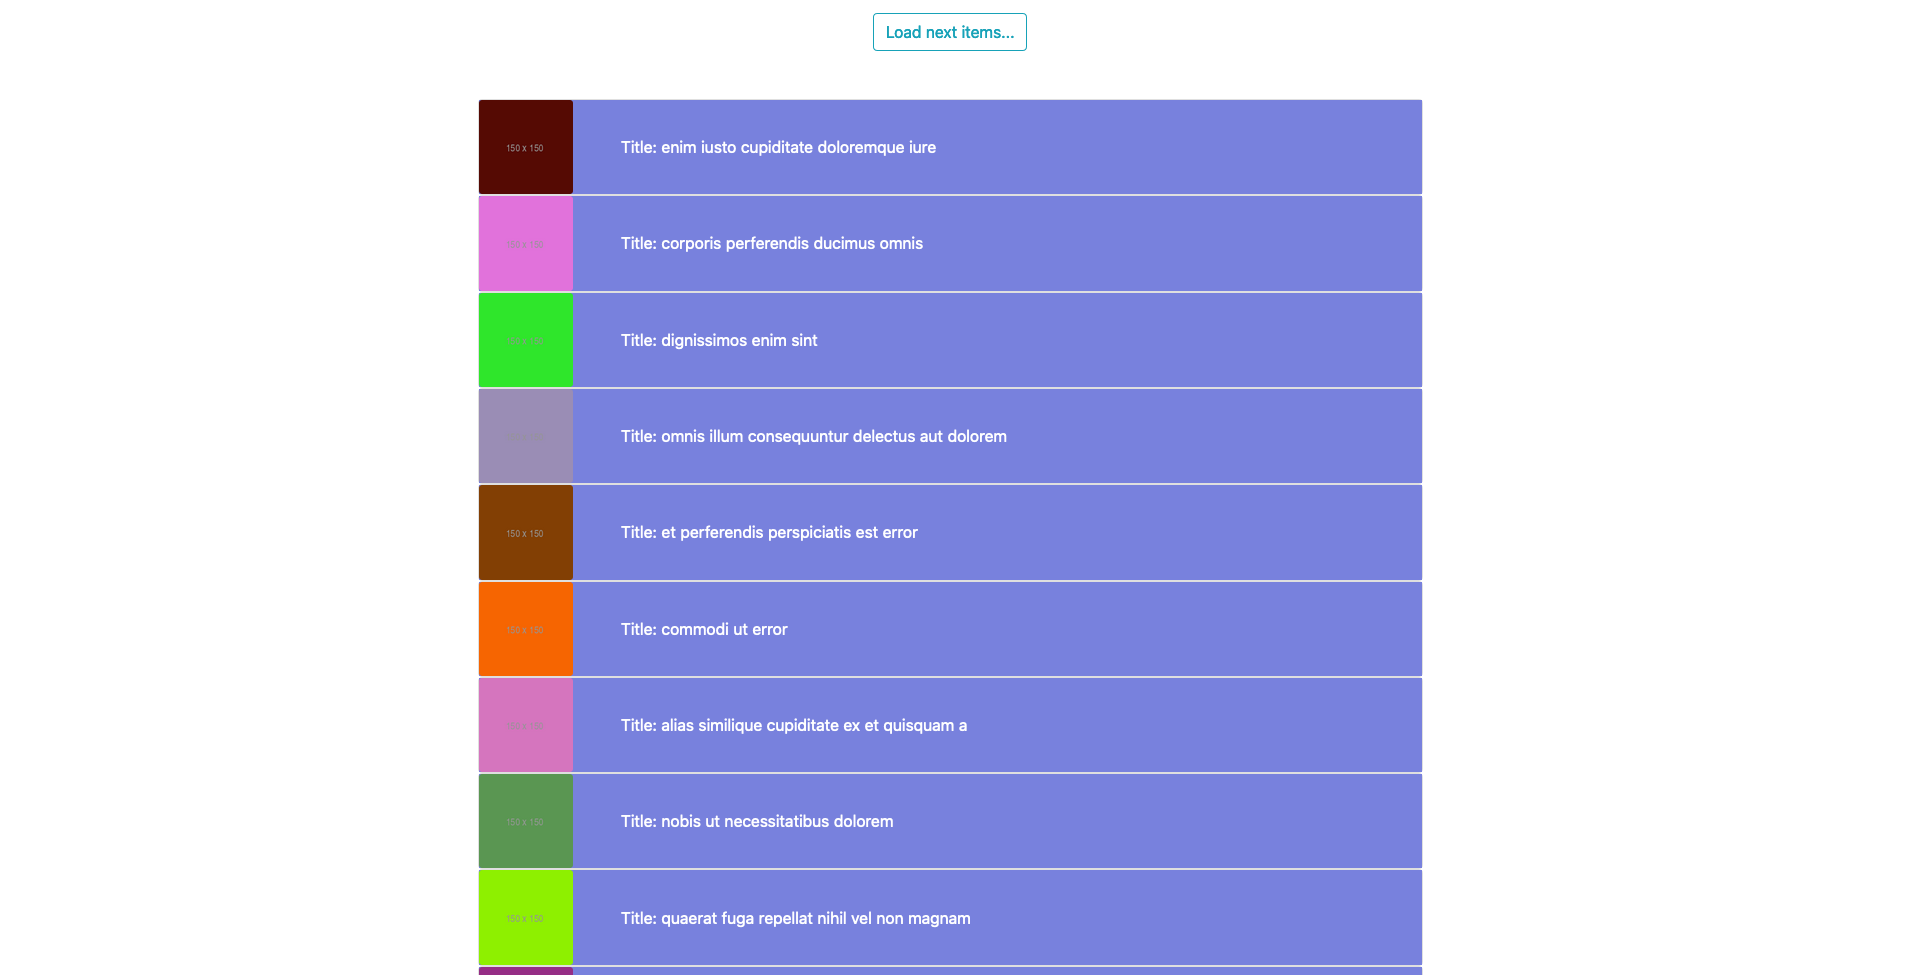 Load next items...
150 x 150
Title: enim iusto cupiditate doloremque iure
150 x 150
Title: corporis perferendis ducimus omnis
Title: dignissimos enim sint
Title: omnis illum consequuntur delectus aut dolorem
150 x 150
Title: et perferendis perspiciatis est error
150 x 150
Title: commodi ut error
150 x 150
Title: alias similique cupiditate ex et quisquam a
150 x 150
Title: nobis ut necessitatibus dolorem
150 x 150
Title: quaerat fuga repellat nihil vel non magnam